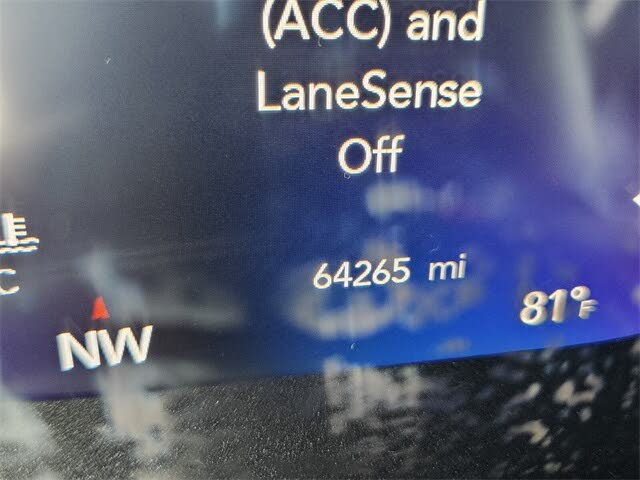 (ACC) and
LaneSense
Off
C
64265 mi
81°F
NW